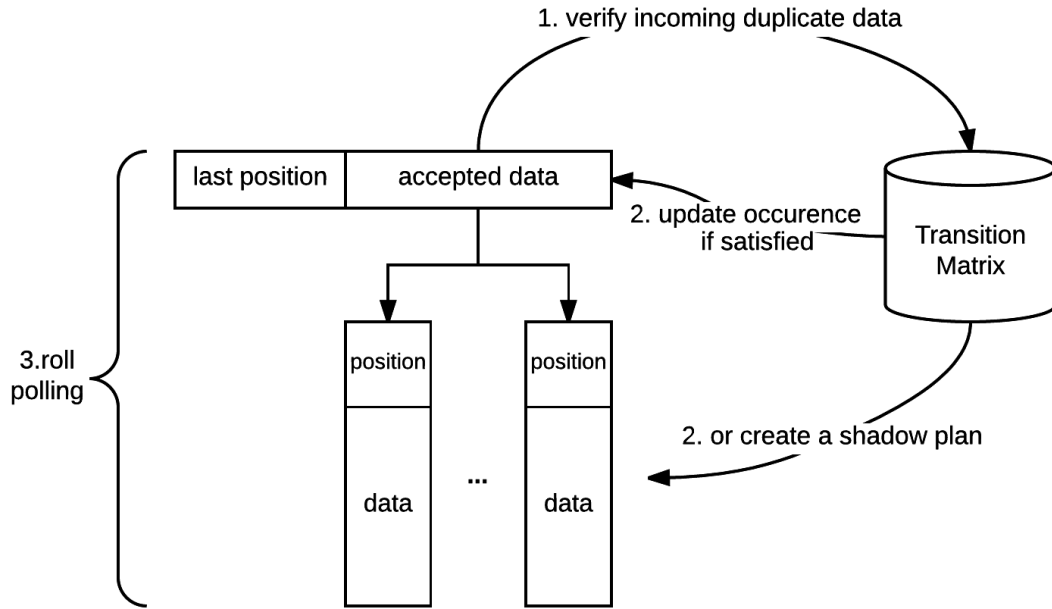 1. verify incoming duplicate data
last position
accepted data
2. update occurence
if satisfied
Transition
Matrix
3.roll
polling
position
position
2. or create a shadow plan
data
...
data